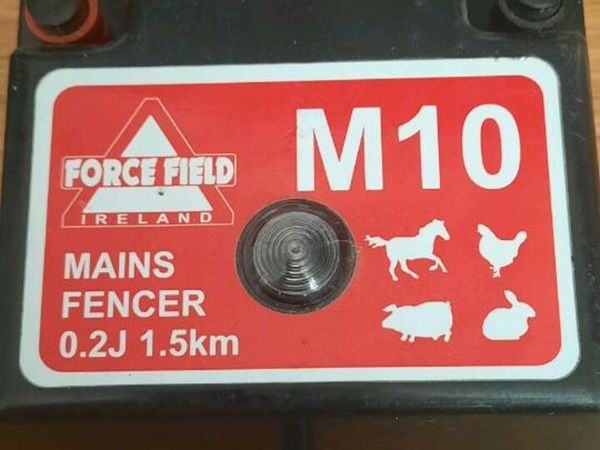 M10
FORCE FIELD
IRELAND
MAINS
FENCER
0.2J 1.5km